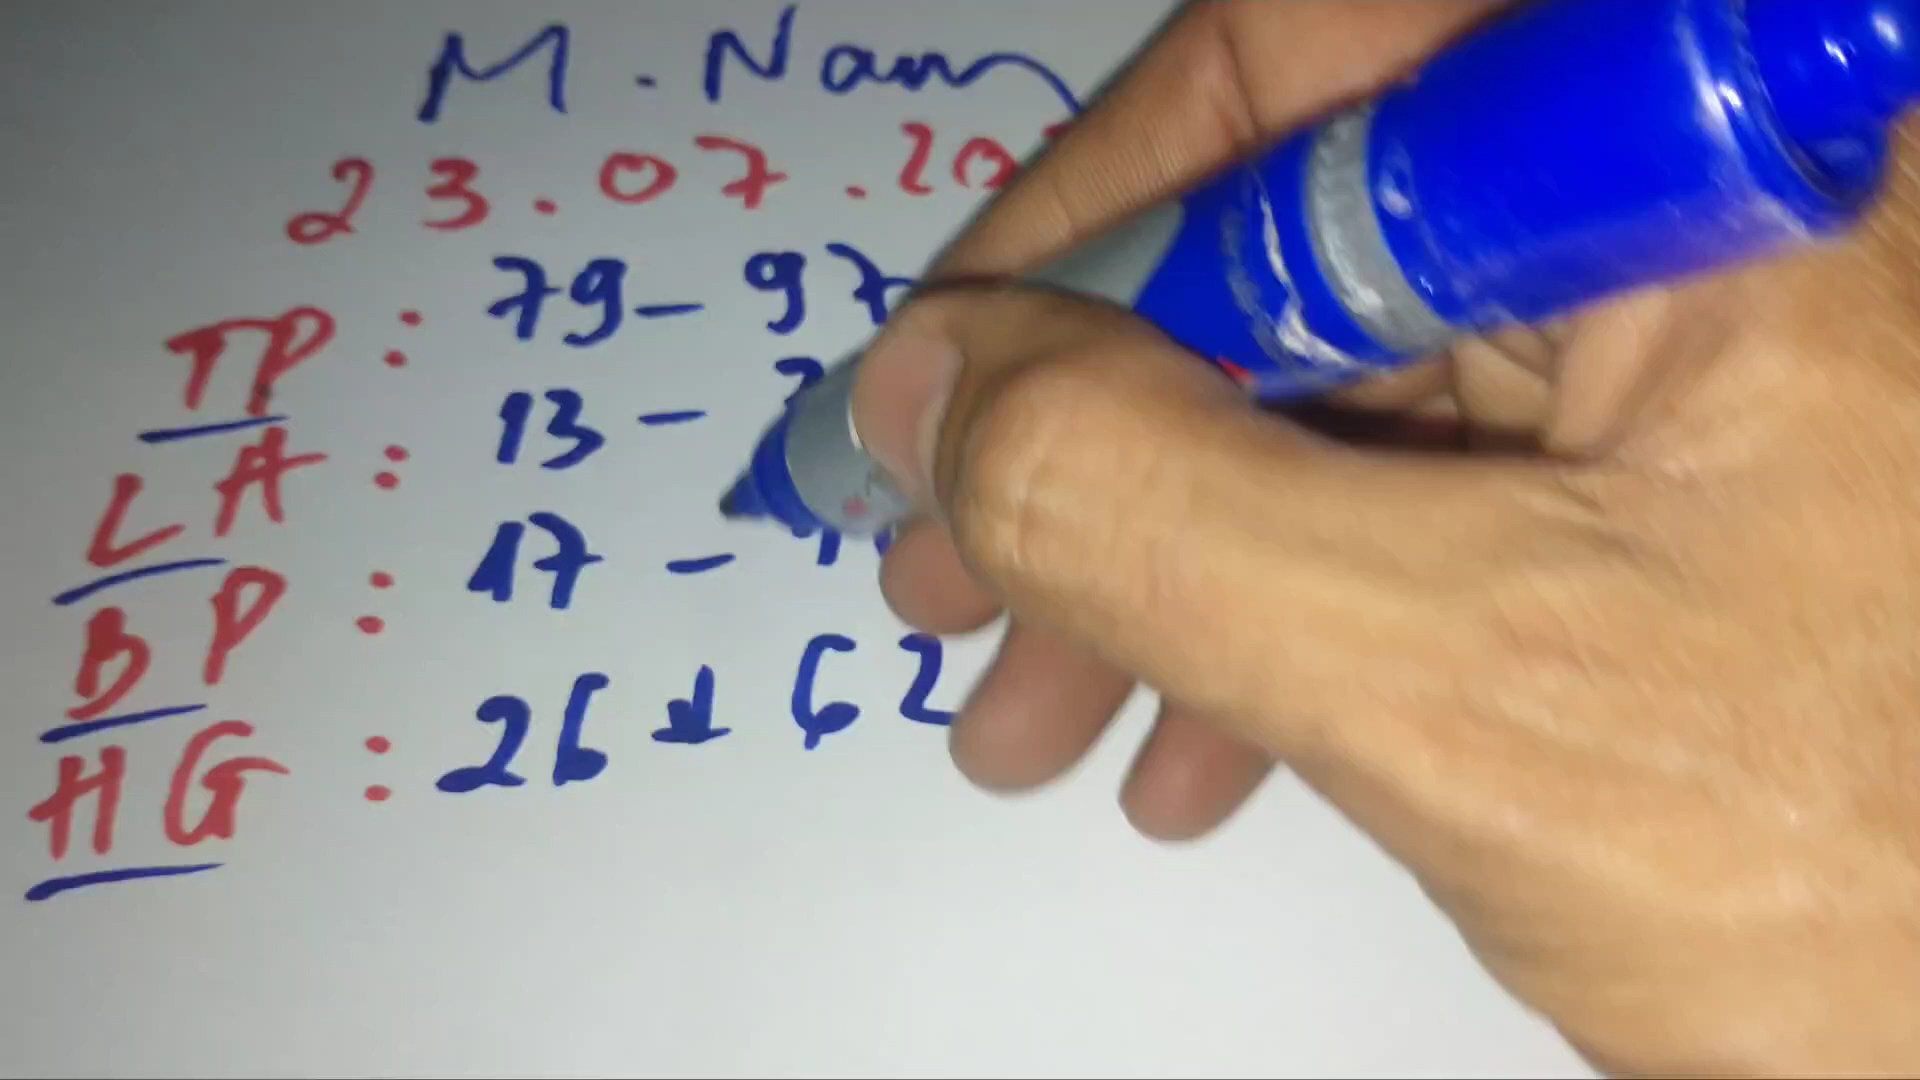 M. Nam
23.07.20
TP: 79 - 97
LA: 13 -
BP: 17 -
HG: 26 - 62